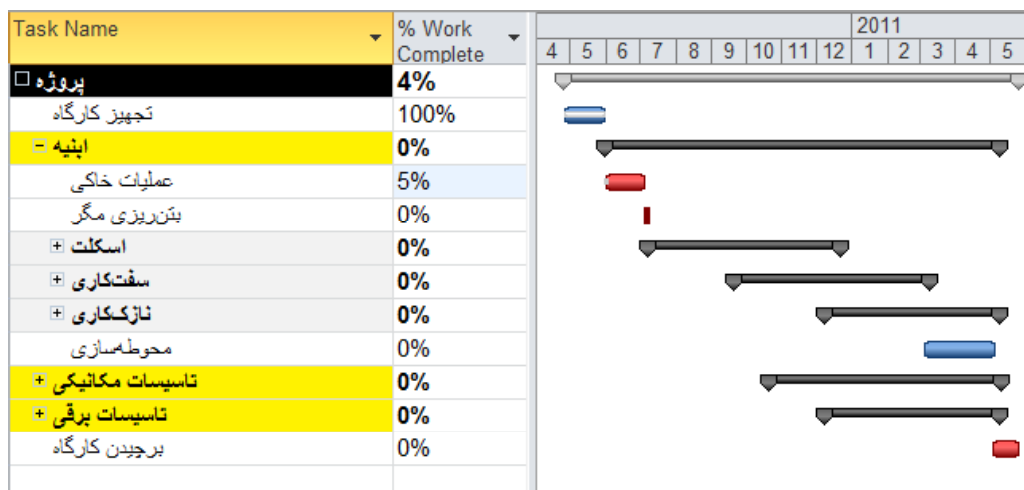 Task Name % Work Complete 2011
4 5 6 7 8 9 10 11 12 1 2 3 4 5
پروژه 4%
تجهیز کارگاه 100%
ابنیه 0%
عملیات خاکی 5%
بتن‌ریزی مگر 0%
اسکلت 0%
سفت‌کاری 0%
نازک‌کاری 0%
محوطه‌سازی 0%
تاسیسات مکانیکی 0%
تاسیسات برقی 0%
برچیدن کارگاه 0%